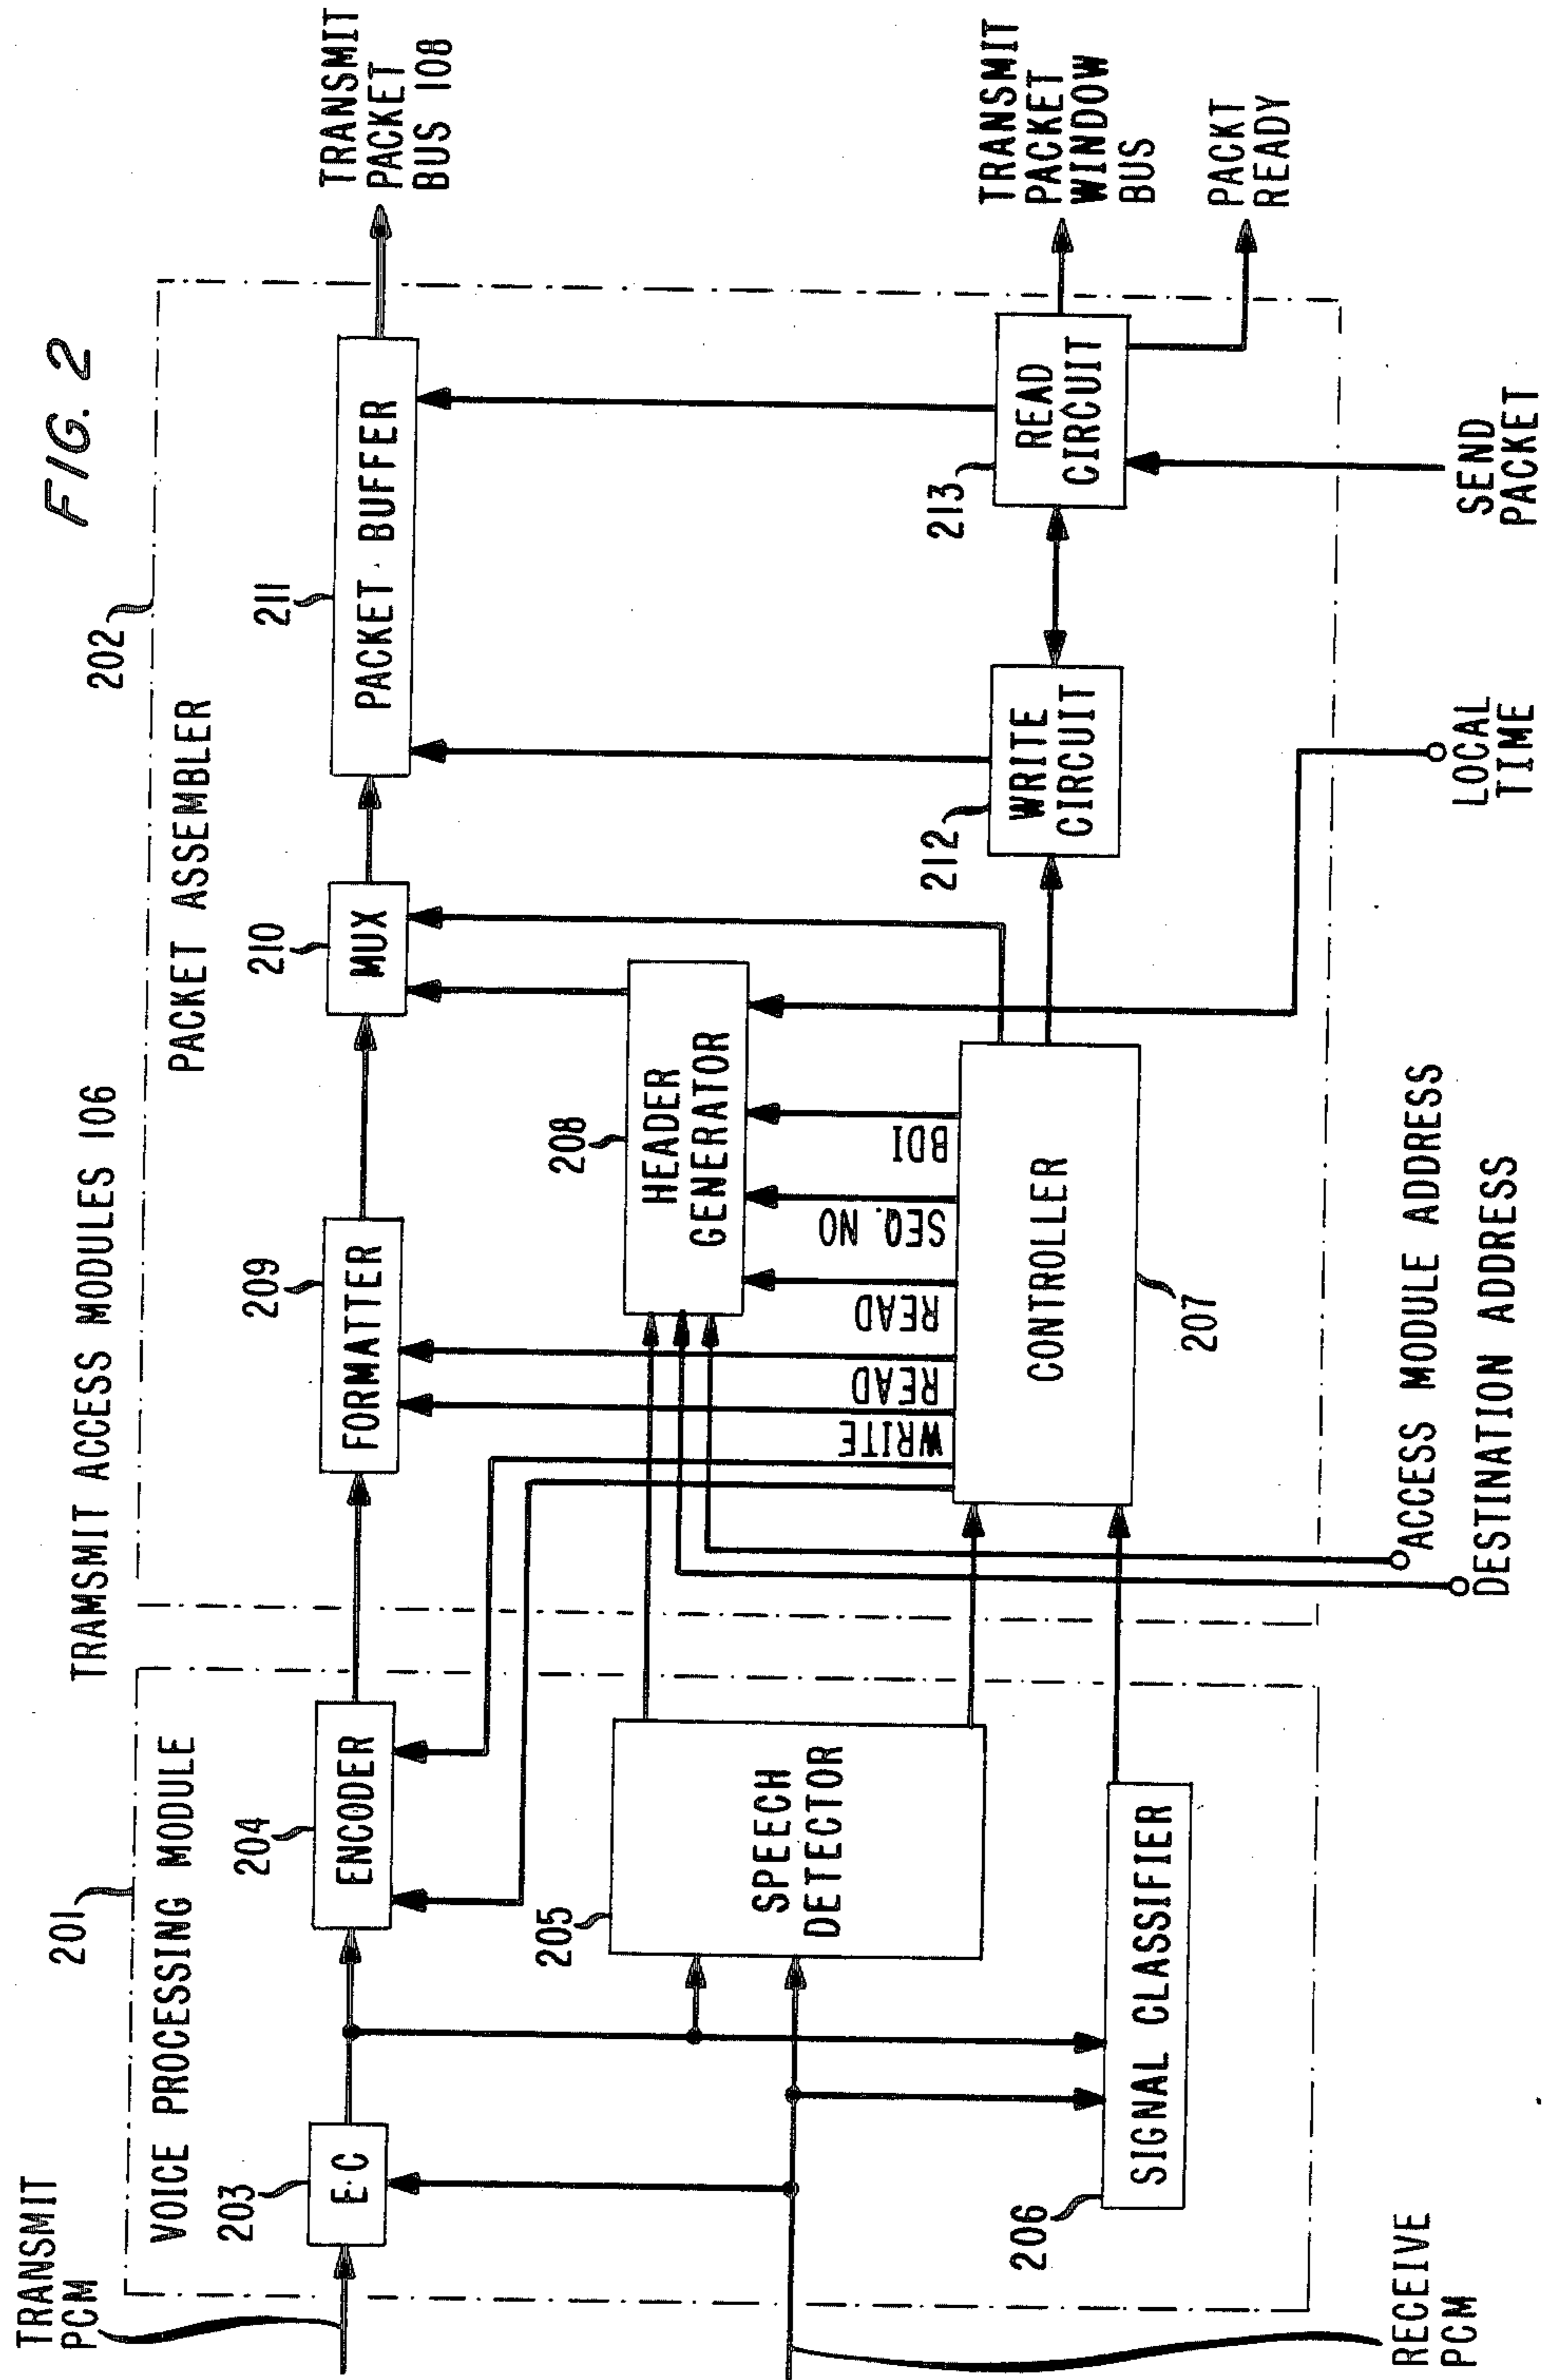 FIG. 2
TRAMSMIT ACCESS MODULES 106
TRANSMIT
PCM
201
VOICE PROCESSING MODULE
202
PACKET ASSEMBLER
203
E·C
204
ENCODER
209
FORMATTER
210
MUX
211
PACKET BUFFER
TRANSMIT
PACKET
BUS 108
205
SPEECH
DETECTOR
208
HEADER
GENERATOR
WRITE
READ
READ
SEQ. NO
BDI
206
SIGNAL CLASSIFIER
CONTROLLER
207
212
WRITE
CIRCUIT
213
READ
CIRCUIT
TRANSMIT
PACKET
WINDOW
BUS
PACKT
READY
RECEIVE
PCM
ACCESS MODULE ADDRESS
DESTINATION ADDRESS
LOCAL
TIME
SEND
PACKET